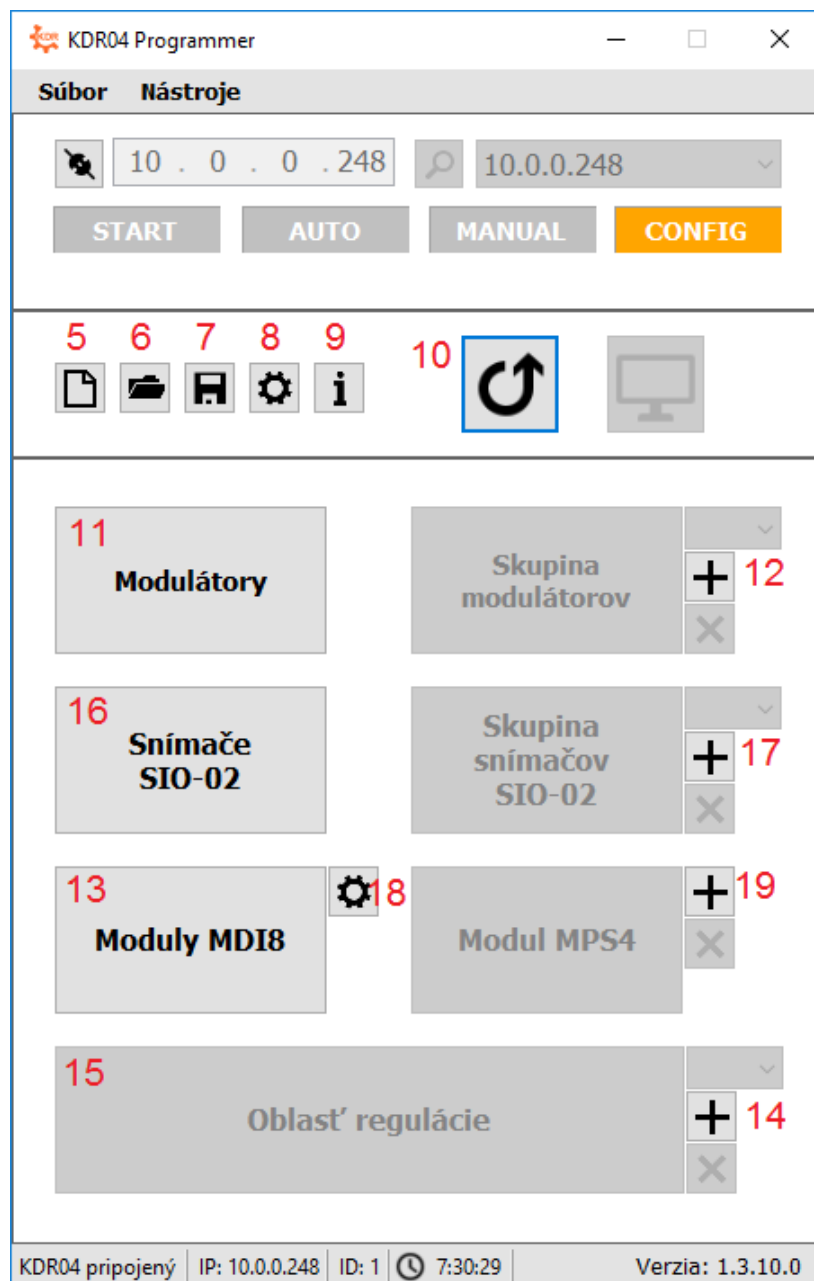 KDR04 Programmer
Súbor Nástroje
10 . 0 . 0 . 248 10.0.0.248
START AUTO MANUAL CONFIG
5 6 7 8 9 10
11
Modulátory
Skupina
modulátorov
12
16
Snímače
SIO-02
Skupina
snímačov
SIO-02
17
13
Moduly MDI8
18
Modul MPS4
19
15
Oblasť regulácie
14
KDR04 pripojený IP: 10.0.0.248 ID: 1 7:30:29 Verzia: 1.3.10.0